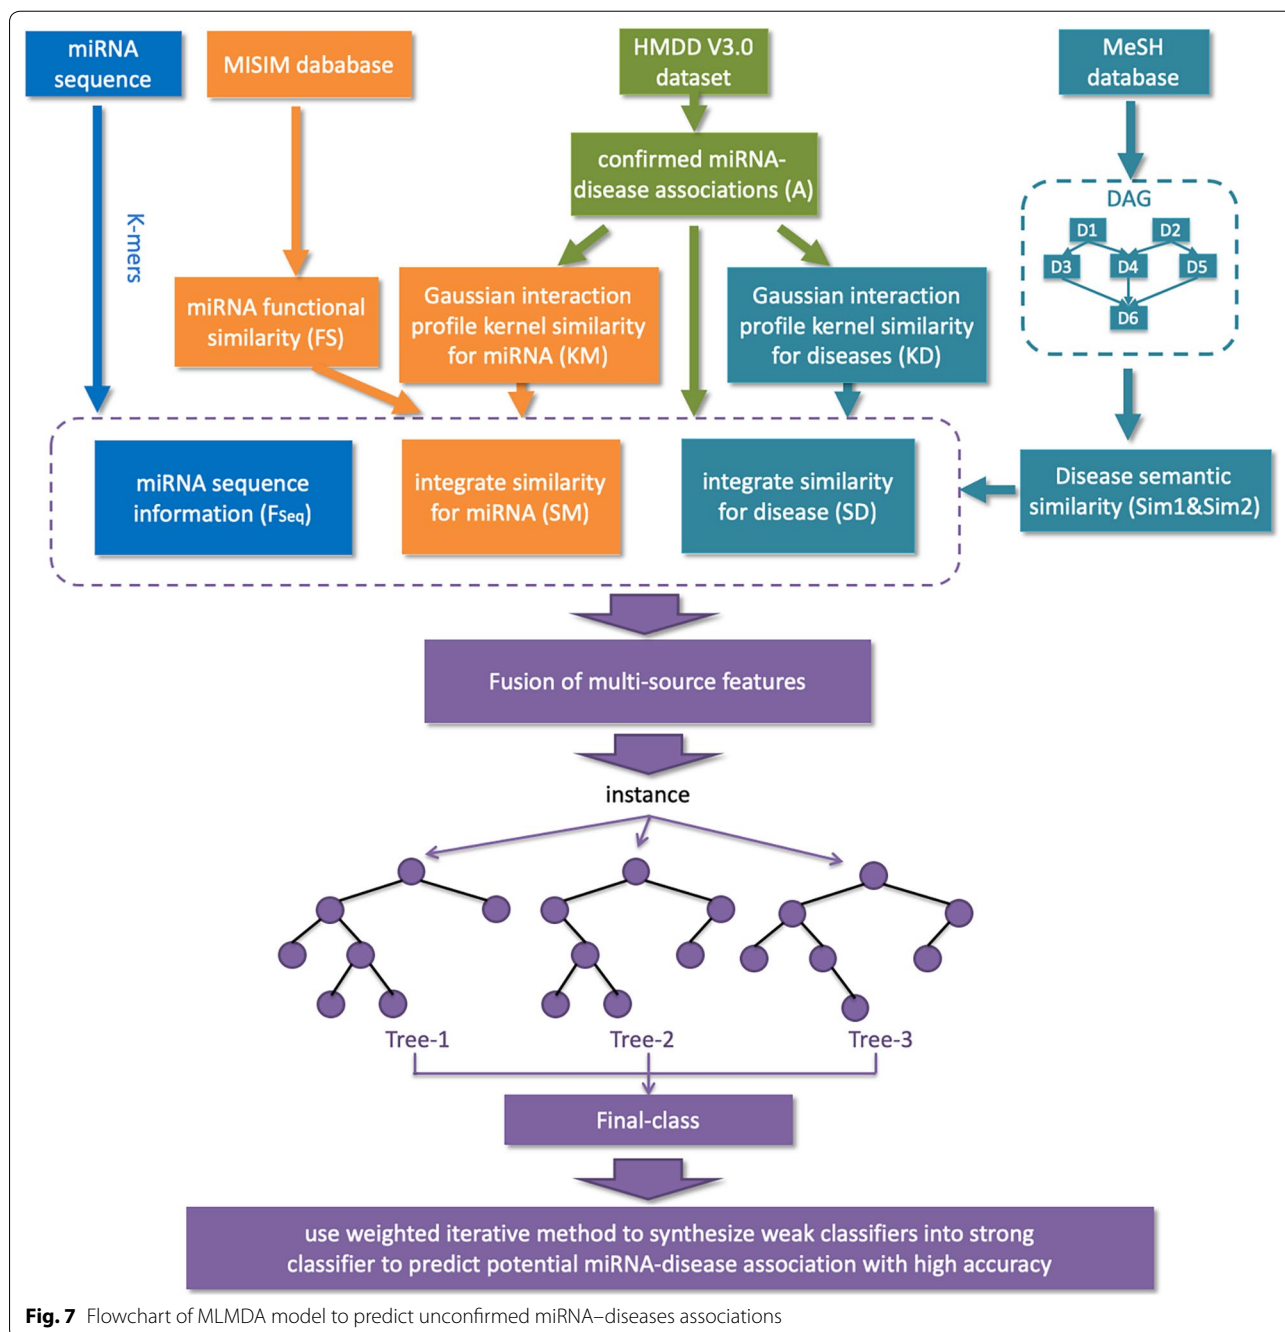 miRNA
sequence
MISIM dababase
HMDD V3.0
dataset
MeSH
database
confirmed miRNA-
disease associations (A)
K-mers
DAG
D1
D2
D3
D4
D5
D6
miRNA functional
similarity (FS)
Gaussian interaction
profile kernel similarity
for miRNA (KM)
Gaussian interaction
profile kernel similarity
for diseases (KD)
miRNA sequence
information (FSeq)
integrate similarity
for miRNA (SM)
integrate similarity
for disease (SD)
Disease semantic
similarity (Sim1&Sim2)
Fusion of multi-source features
instance
Tree-1
Tree-2
Tree-3
Final-class
use weighted iterative method to synthesize weak classifiers into strong
classifier to predict potential miRNA-disease association with high accuracy
Fig. 7 Flowchart of MLMDA model to predict unconfirmed miRNA–diseases associations